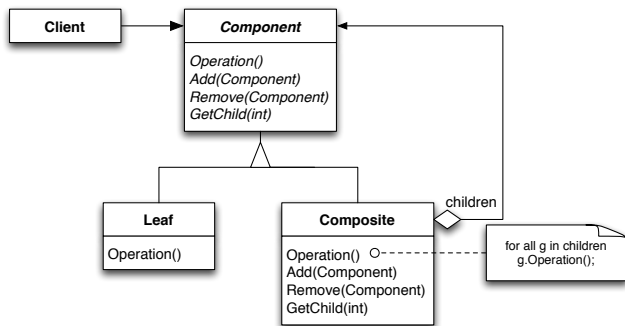 Client
Component
Operation()
Add(Component)
Remove(Component)
GetChild(int)
children
Leaf
Operation()
Composite
Operation()
Add(Component)
Remove(Component)
GetChild(int)
for all g in children
g.Operation();